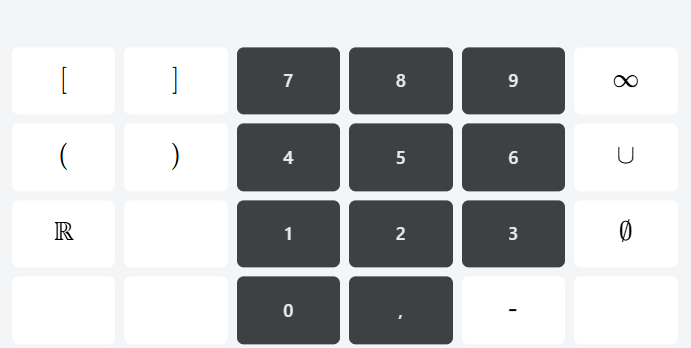 [ ] 7 8 9 ∞
( ) 4 5 6 ∪
ℝ 1 2 3 ∅
0 , -